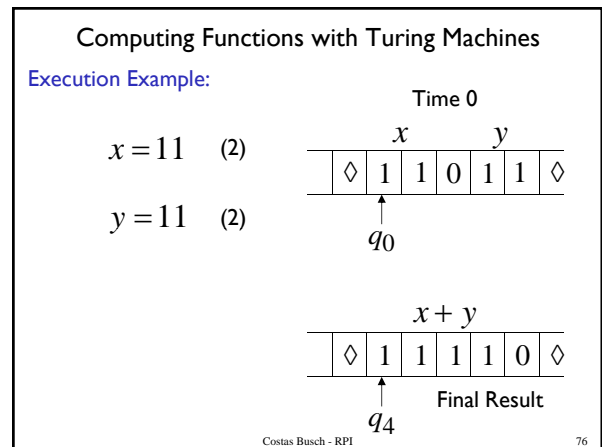 Computing Functions with Turing Machines
Execution Example:
Time 0
x = 11 (2)
x y
◊ 1 1 0 1 1 ◊
y = 11 (2)
q0
x + y
◊ 1 1 1 1 0 ◊
Final Result
q4
Costas Busch - RPI 76